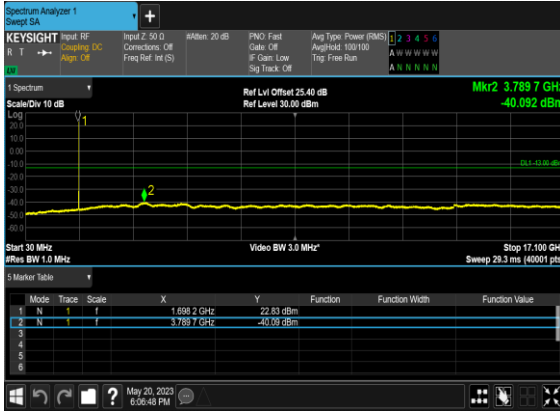 Spectrum Analyzer 1
Swept SA
+
KEYSIGHT Input: RF Input Z: 50 Ω #Atten: 20 dB PNO: Fast Avg Type: Power (RMS) 1 2 3 4 5 6
R T Coupling: DC Corrections: Off Gate: Off Avg|Hold: 100/100 A W W W W W
Align: Off Freq Ref: Int (S) IF Gain: Low Trig: Free Run
Sig Track: Off A N N N N N
1 Spectrum
Ref Lvl Offset 25.40 dB Mkr2 3.789 7 GHz
Scale/Div 10 dB Ref Level 30.00 dBm -40.092 dBm
Log
20.0
10.0
0.00
-10.0
-20.0
-30.0
-40.0
-50.0
-60.0
1
DL1 -13.00 dBm
2
Start 30 MHz Video BW 3.0 MHz* Stop 17.100 GHz
#Res BW 1.0 MHz Sweep 29.3 ms (40001 pts)
5 Marker Table
Mode Trace Scale X Y Function Function Width Function Value
1 N 1 f 1.698 2 GHz 22.83 dBm
2 N 1 f 3.789 7 GHz -40.09 dBm
3
4
5
6
? May 20, 2023
6:06:48 PM